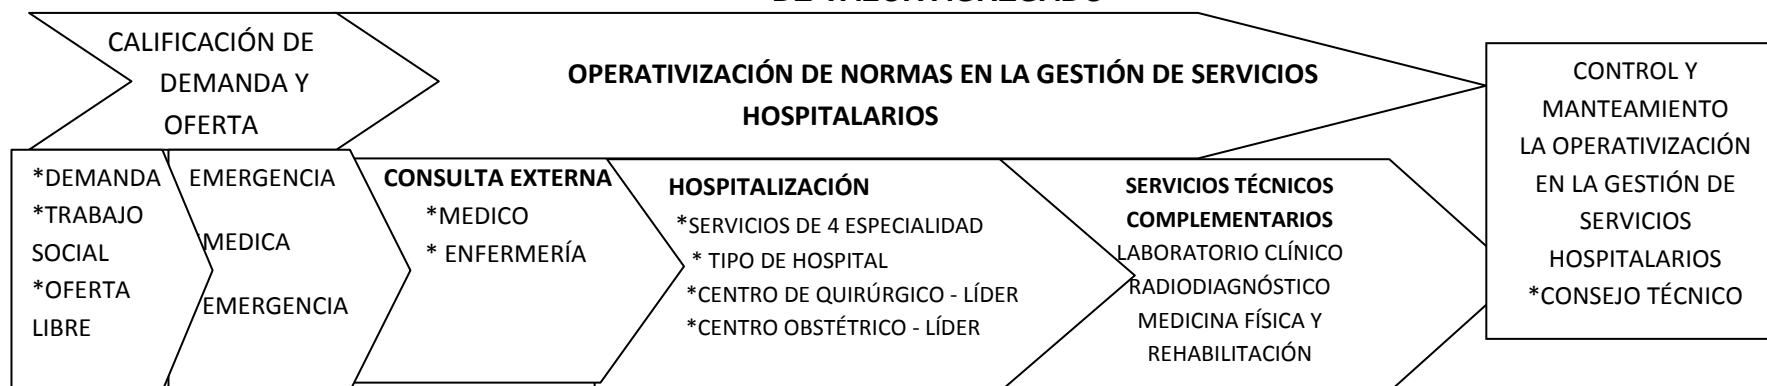 CALIFICACIÓN DE
DEMANDA Y
OFERTA
OPERATIVIZACIÓN DE NORMAS EN LA GESTIÓN DE SERVICIOS
HOSPITALARIOS
*DEMANDA
*TRABAJO
SOCIAL
*OFERTA
LIBRE
EMERGENCIA
MEDICA
EMERGENCIA
CONSULTA EXTERNA
*MEDICO
* ENFERMERÍA
HOSPITALIZACIÓN
*SERVICIOS DE 4 ESPECIALIDAD
* TIPO DE HOSPITAL
*CENTRO DE QUIRÚRGICO - LÍDER
*CENTRO OBSTÉTRICO - LÍDER
SERVICIOS TÉCNICOS
COMPLEMENTARIOS
LABORATORIO CLÍNICO
RADIODIAGNÓSTICO
MEDICINA FÍSICA Y
REHABILITACIÓN
CONTROL Y
MANTEAMIENTO
LA OPERATIVIZACIÓN
EN LA GESTIÓN DE
SERVICIOS
HOSPITALARIOS
*CONSEJO TÉCNICO